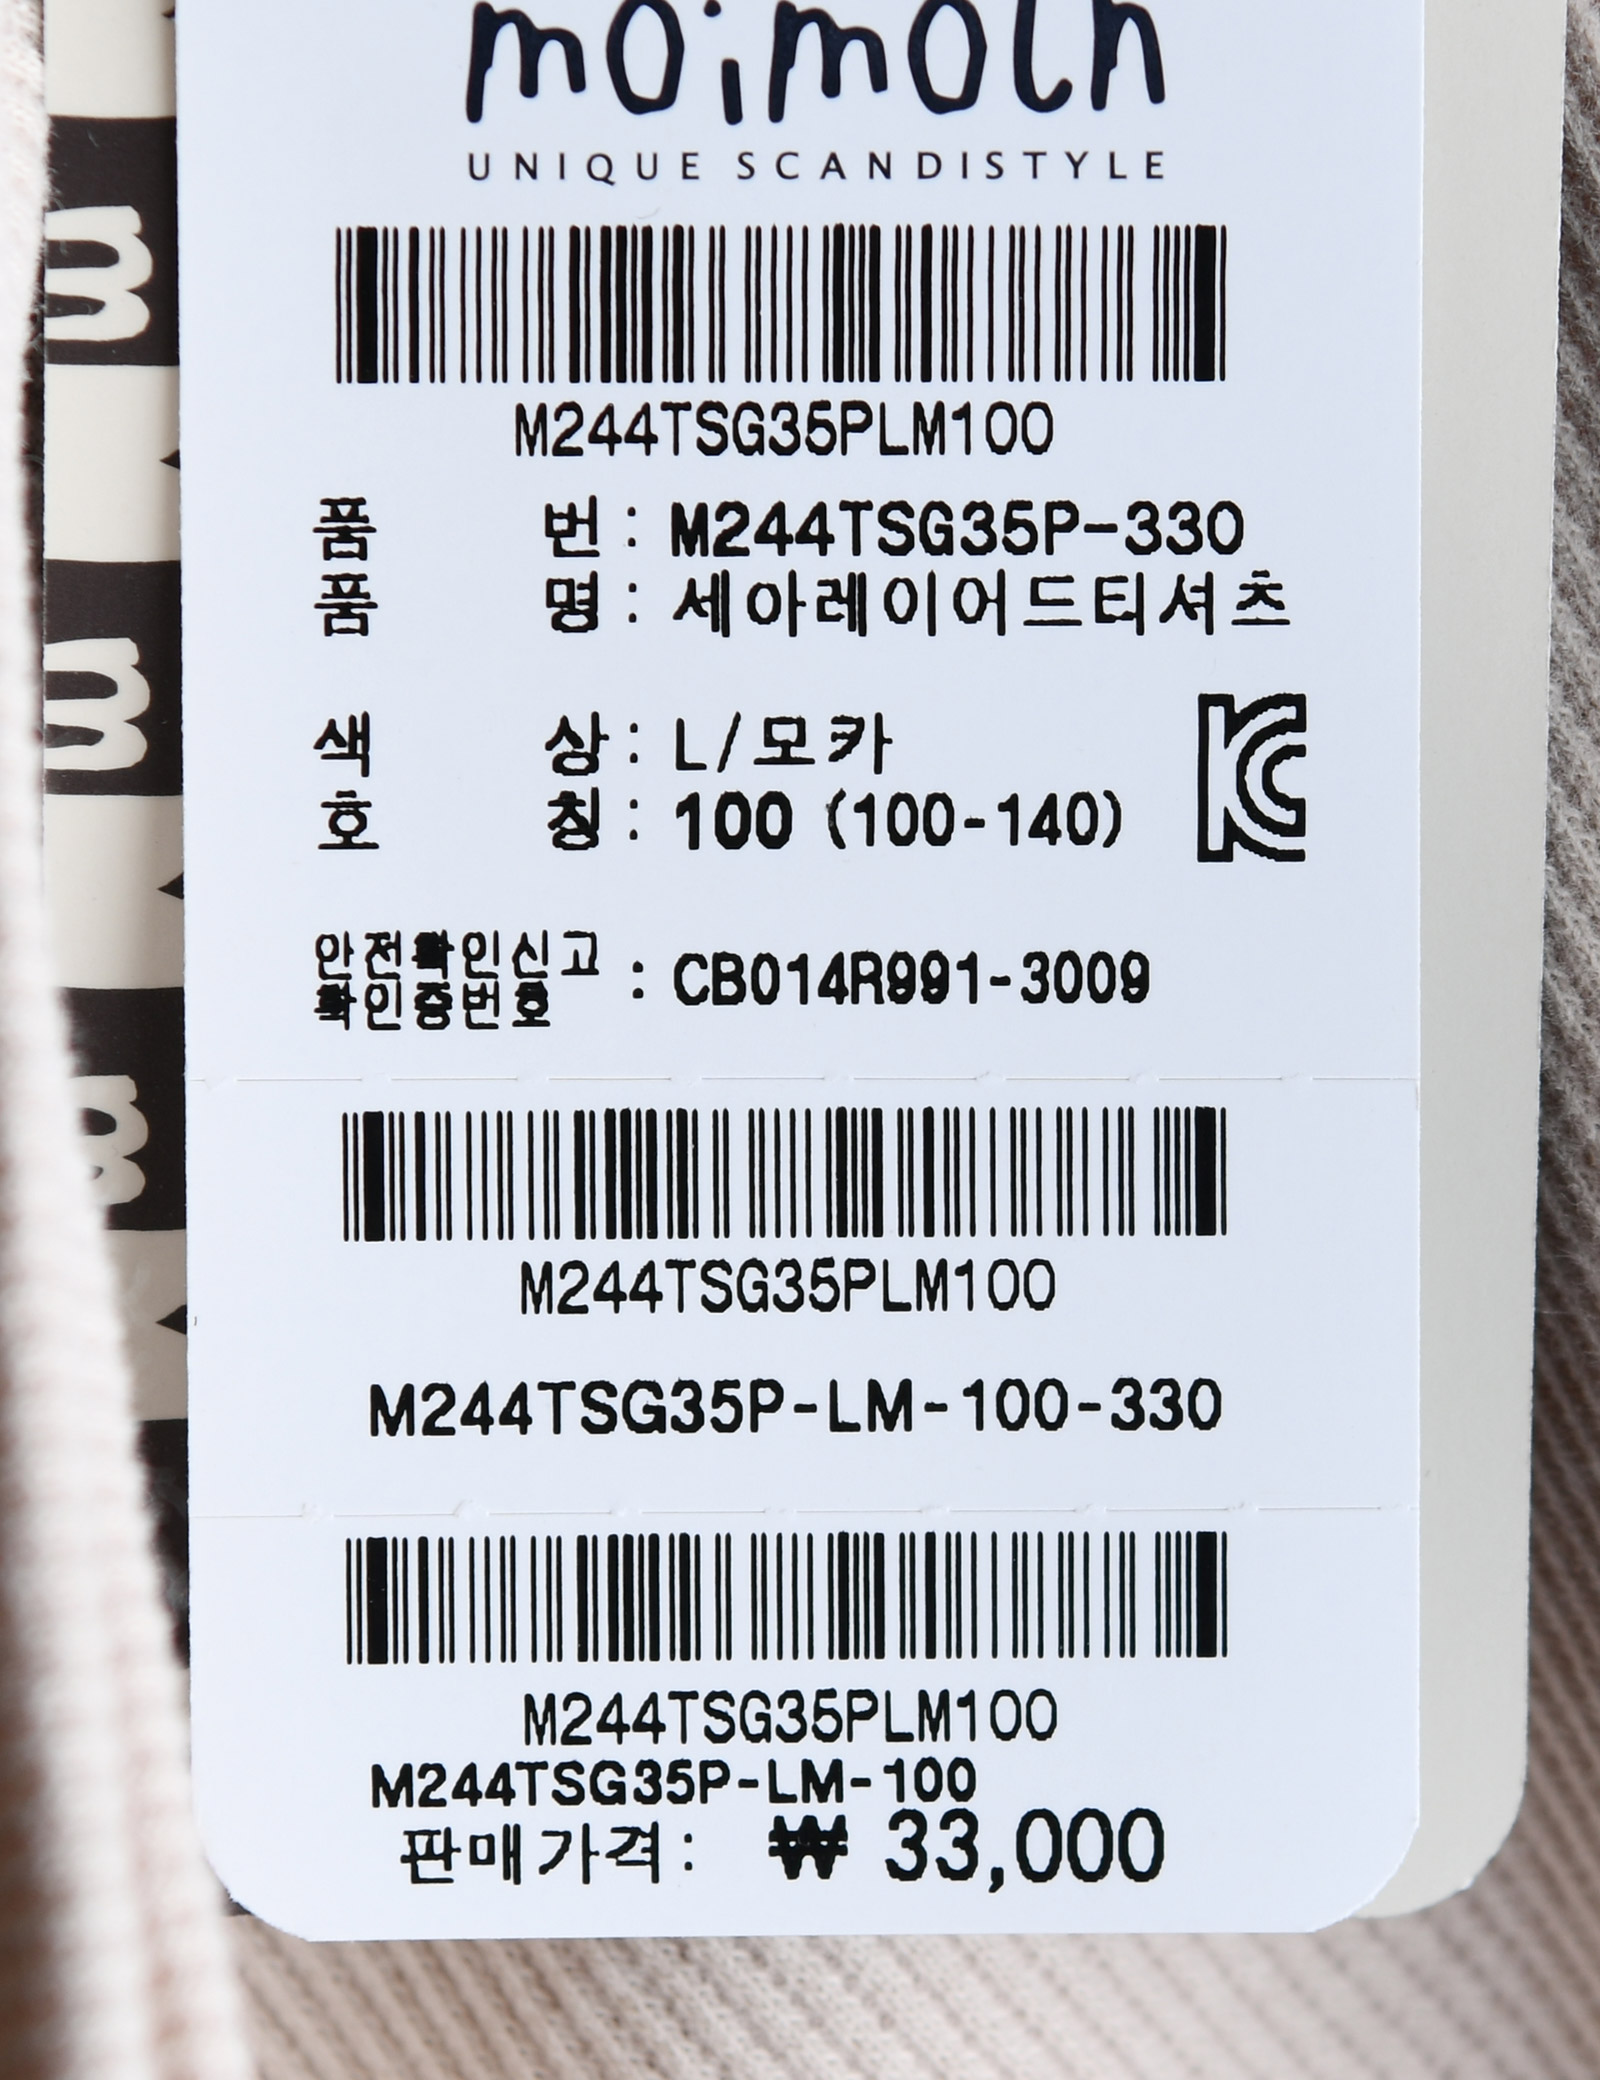 moimoln
UNIQUE SCANDISTYLE
M244TSG35PLM100
품 번 : M244TSG35P-330
품 명 : 세아레이어드티셔츠
색 상 : L/모카
호 칭 : 100 (100-140)
KC
안전확인신고
확인증번호 : CB014R991-3009
M244TSG35PLM100
M244TSG35P-LM-100-330
M244TSG35PLM100
M244TSG35P-LM-100
판매가격 : ₩ 33,000